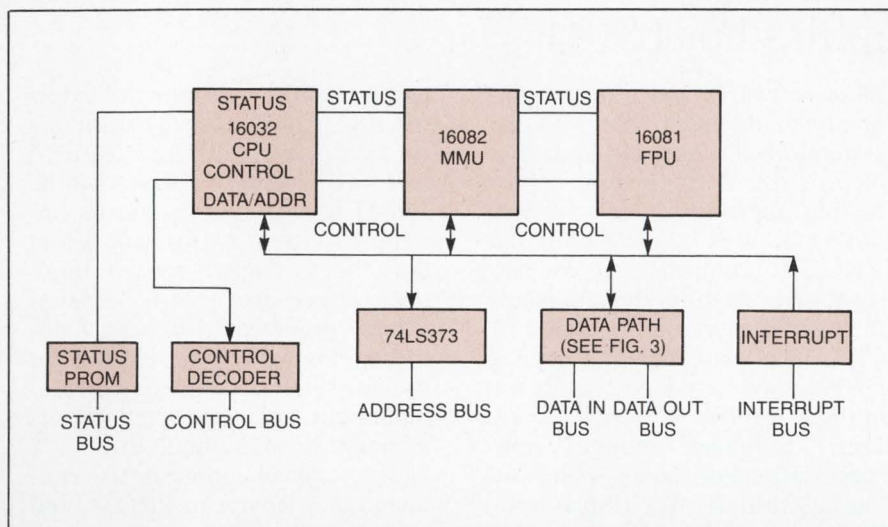 STATUS
16032
CPU
CONTROL
DATA/ADDR
STATUS
16082
MMU
STATUS
16081
FPU
CONTROL
CONTROL
STATUS
PROM
CONTROL
DECODER
74LS373
DATA PATH
(SEE FIG. 3)
INTERRUPT
STATUS
BUS
CONTROL BUS
ADDRESS BUS
DATA IN
BUS
DATA OUT
BUS
INTERRUPT
BUS